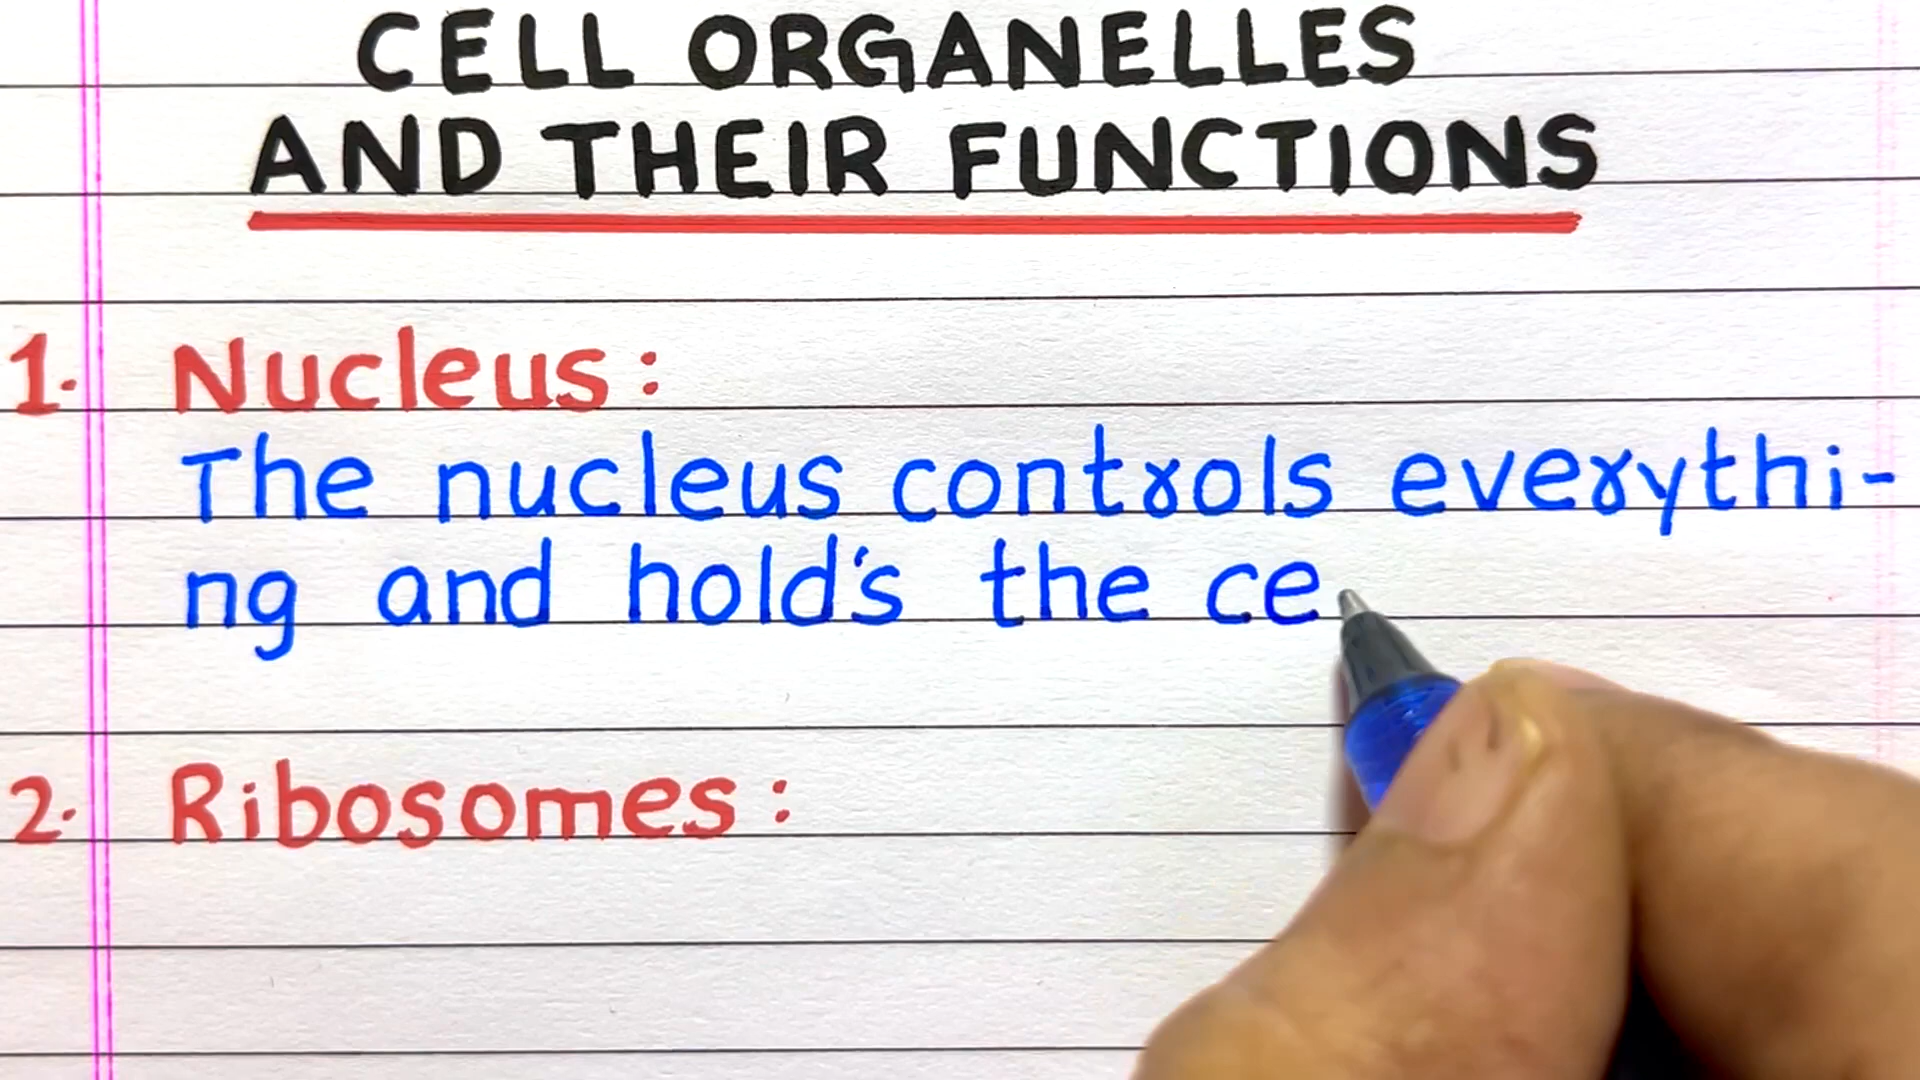 CELL ORGANELLES
AND THEIR FUNCTIONS
1. Nucleus:
The nucleus controls everythi-
ng and hold's the ce
2. Ribosomes: